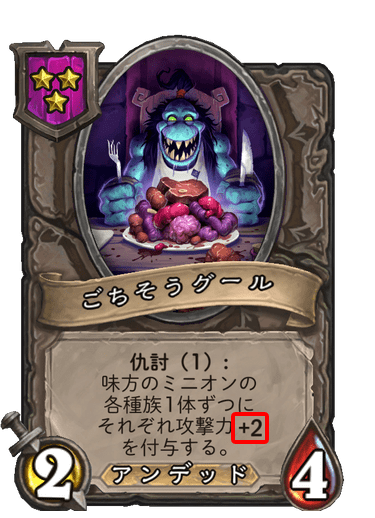 ごちそうグール
仇討（1）：
味方のミニオンの
各種族1体ずつに
それぞれ攻撃力+2
を付与する。
2
アンデッド
4